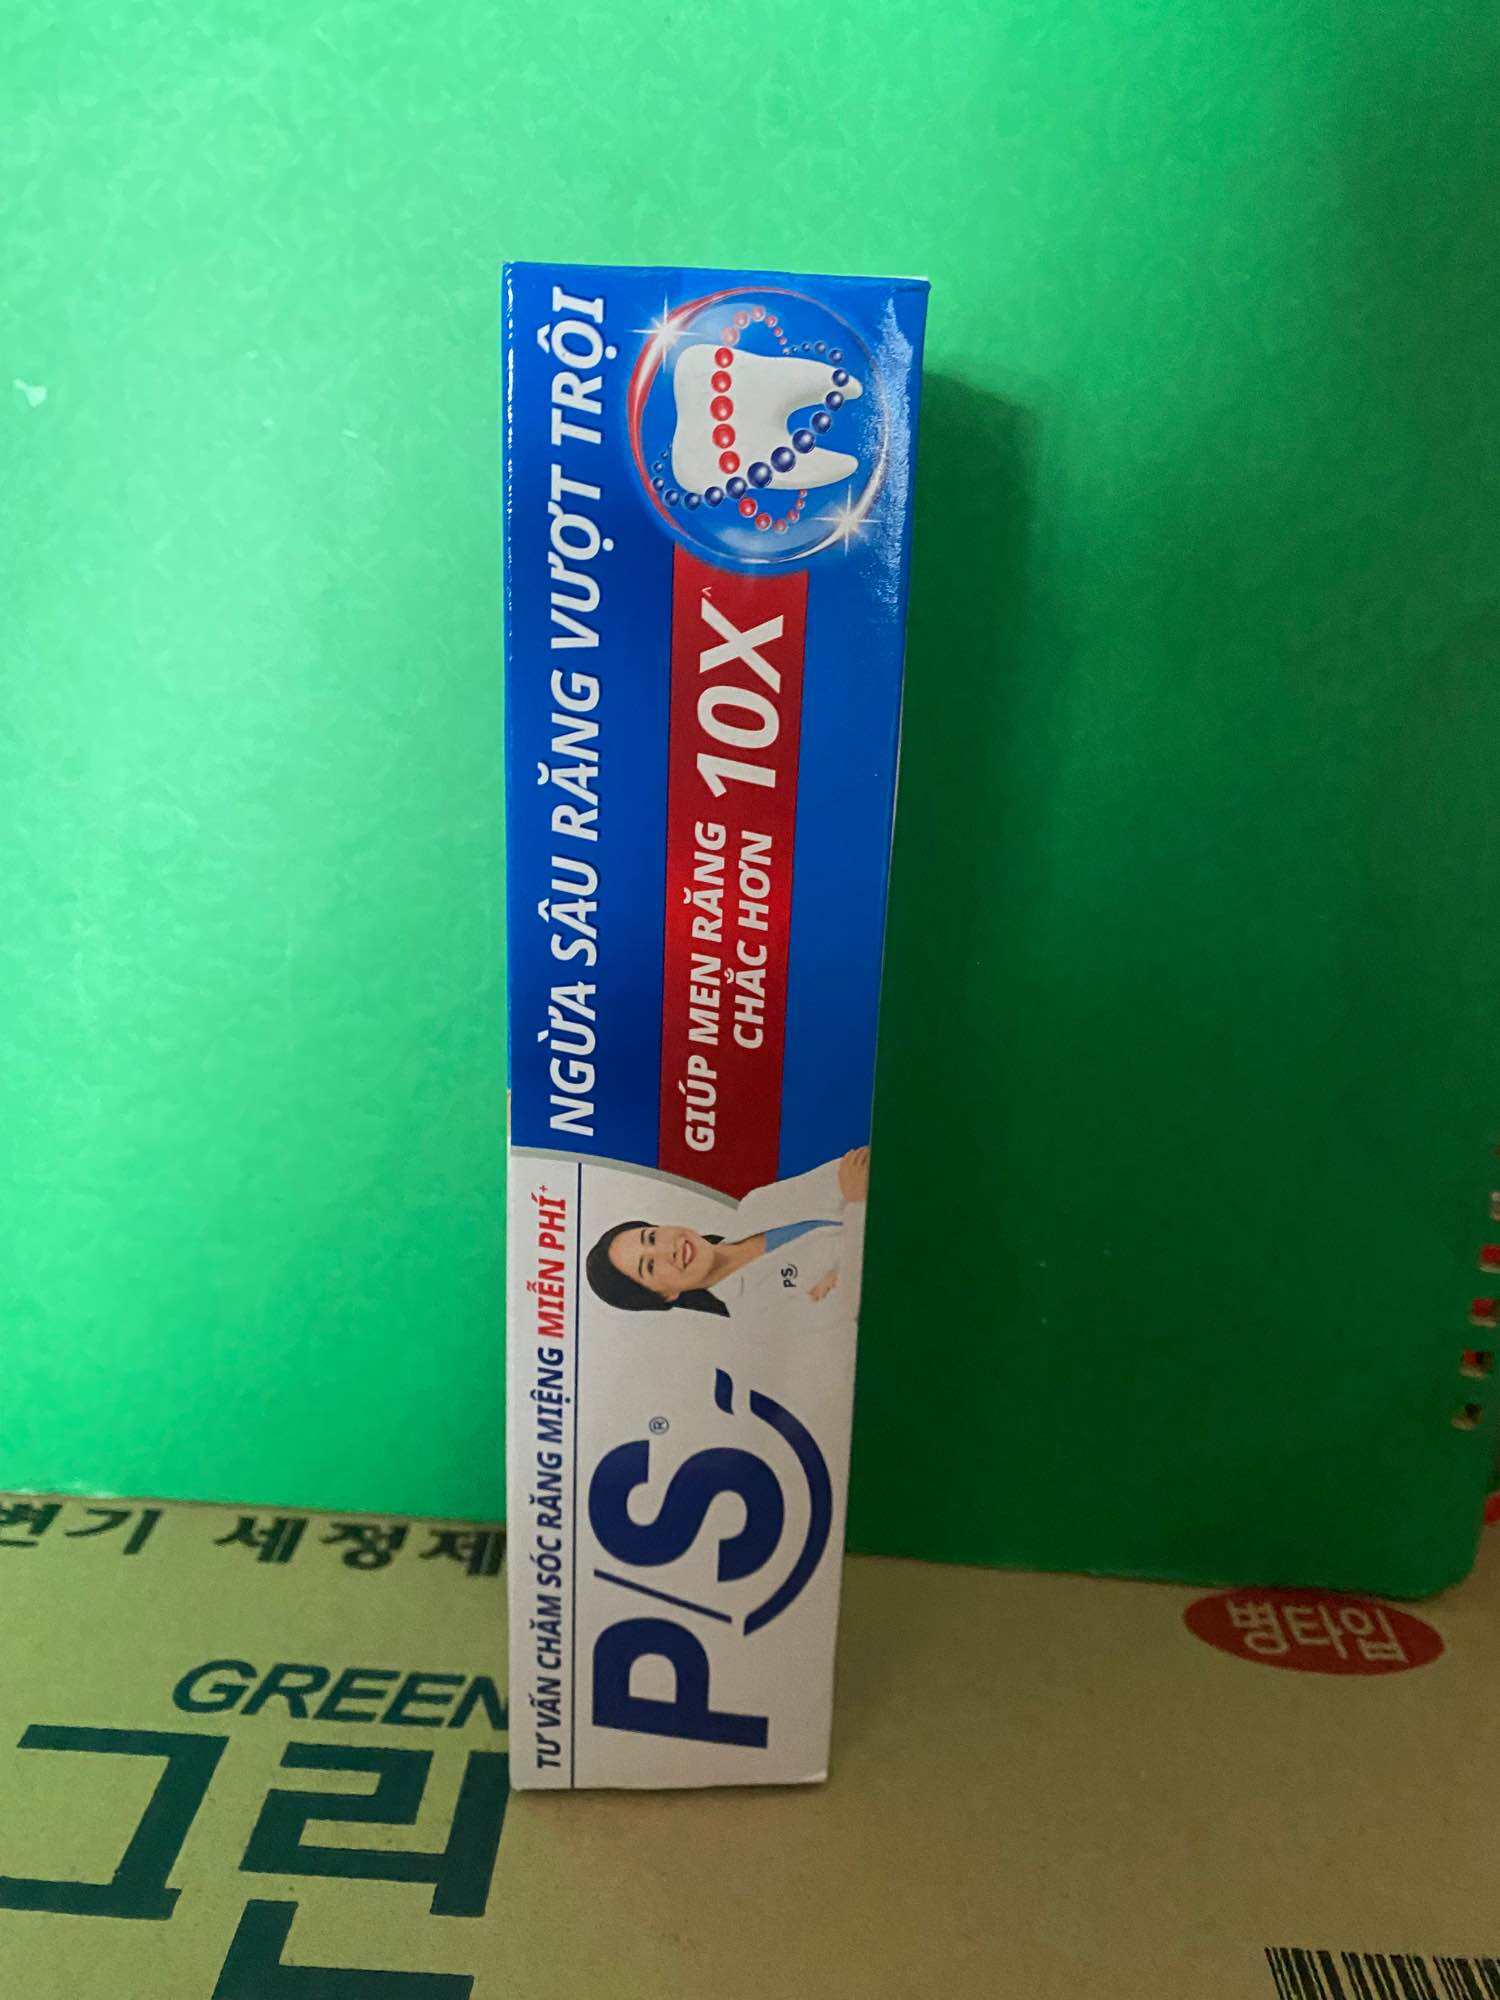 TƯ VẤN CHĂM SÓC RĂNG MIỆNG MIỄN PHÍ+
P/S®
PS
NGỪA SÂU RĂNG VƯỢT TRỘI
GIÚP MEN RĂNG
CHẮC HƠN
10X^
변기 세정제
GREEN
그린
병타입